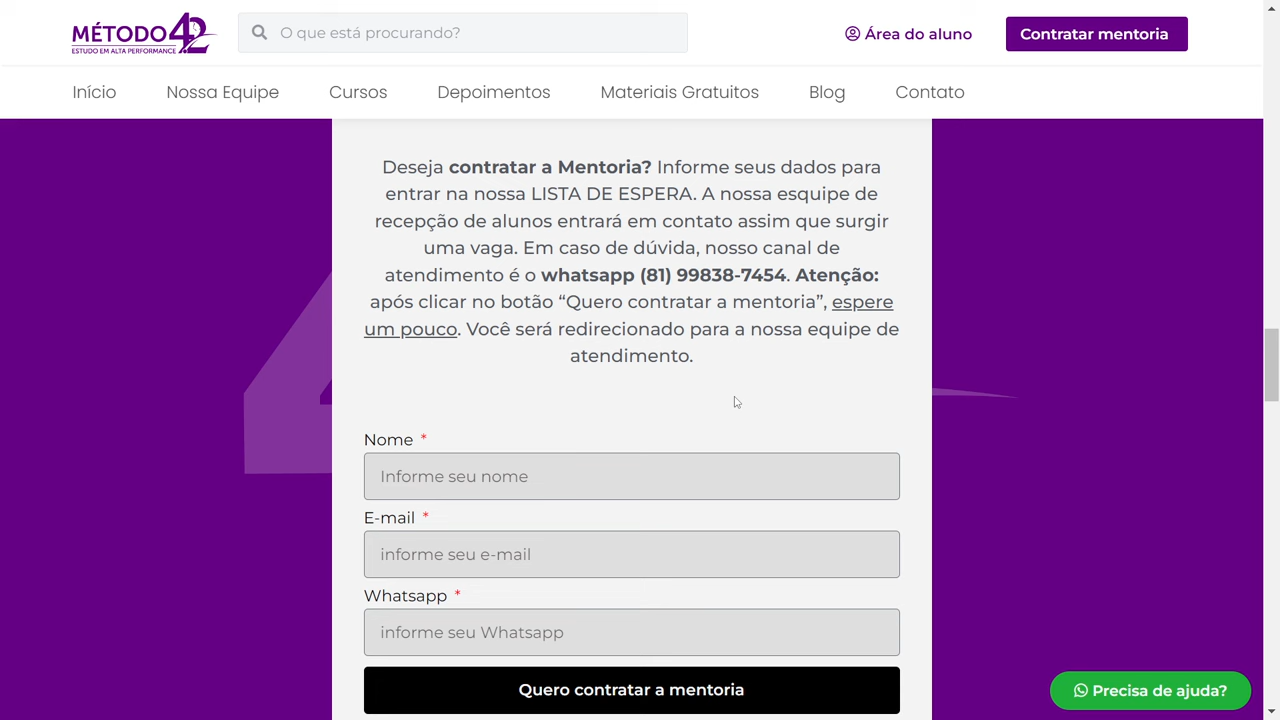 MÉTODO 4.2
ESTUDO EM ALTA PERFORMANCE
O que está procurando?
Área do aluno
Contratar mentoria
Início
Nossa Equipe
Cursos
Depoimentos
Materiais Gratuitos
Blog
Contato
Deseja contratar a Mentoria? Informe seus dados para
entrar na nossa LISTA DE ESPERA. A nossa esquipe de
recepção de alunos entrará em contato assim que surgir
uma vaga. Em caso de dúvida, nosso canal de
atendimento é o whatsapp (81) 99838-7454. Atenção:
após clicar no botão “Quero contratar a mentoria”, espere
um pouco. Você será redirecionado para a nossa equipe de
atendimento.
Nome *
Informe seu nome
E-mail *
informe seu e-mail
Whatsapp *
informe seu Whatsapp
Quero contratar a mentoria
Precisa de ajuda?